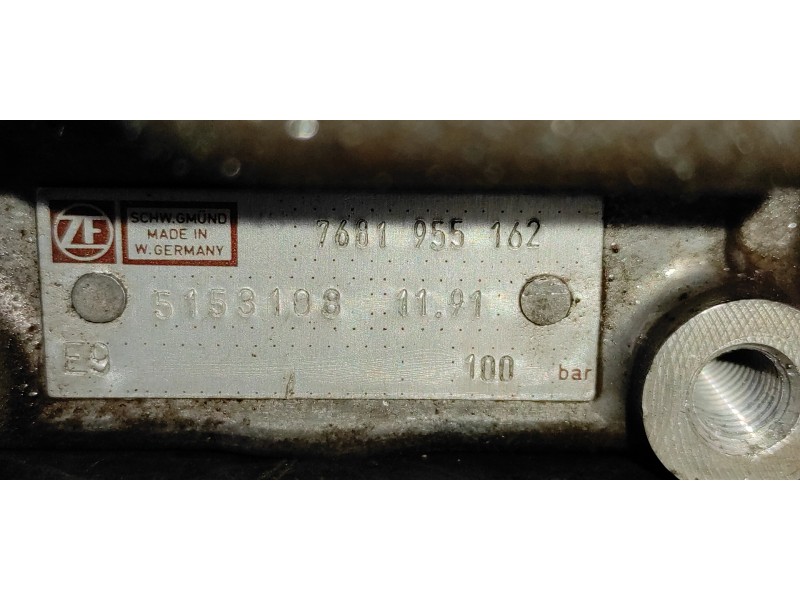 ZF
SCHW.GMÜND
MADE IN
W. GERMANY
7681 955 162
5153108 11.91
E9
100 bar